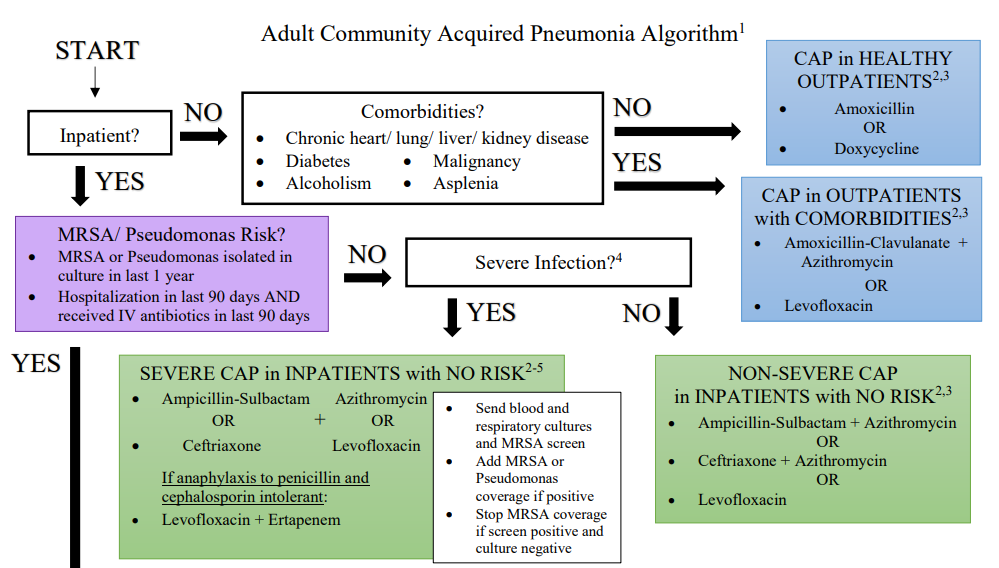 Adult Community Acquired Pneumonia Algorithm1
START
Inpatient?
NO
Comorbidities?
• Chronic heart/ lung/ liver/ kidney disease
• Diabetes • Malignancy
• Alcoholism • Asplenia
NO
YES
CAP in HEALTHY
OUTPATIENTS2,3
• Amoxicillin
OR
• Doxycycline
CAP in OUTPATIENTS
with COMORBIDITIES2,3
• Amoxicillin-Clavulanate +
Azithromycin
OR
• Levofloxacin
YES
MRSA/ Pseudomonas Risk?
• MRSA or Pseudomonas isolated in
culture in last 1 year
• Hospitalization in last 90 days AND
received IV antibiotics in last 90 days
NO
Severe Infection?4
YES
NO
YES
SEVERE CAP in INPATIENTS with NO RISK2-5
• Ampicillin-Sulbactam Azithromycin
OR + OR
• Ceftriaxone Levofloxacin
If anaphylaxis to penicillin and
cephalosporin intolerant:
• Levofloxacin + Ertapenem
• Send blood and
respiratory cultures
and MRSA screen
• Add MRSA or
Pseudomonas
coverage if positive
• Stop MRSA coverage
if screen positive and
culture negative
NON-SEVERE CAP
in INPATIENTS with NO RISK2,3
• Ampicillin-Sulbactam + Azithromycin
OR
• Ceftriaxone + Azithromycin
OR
• Levofloxacin